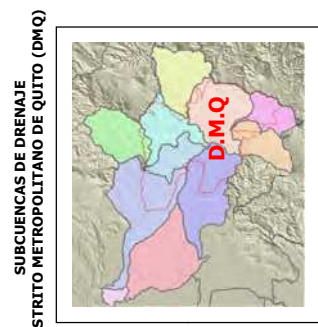 SUBCUENCAS DE DRENAJE
STRITO METROPOLITANO DE QUITO (DMQ)
D.M.Q